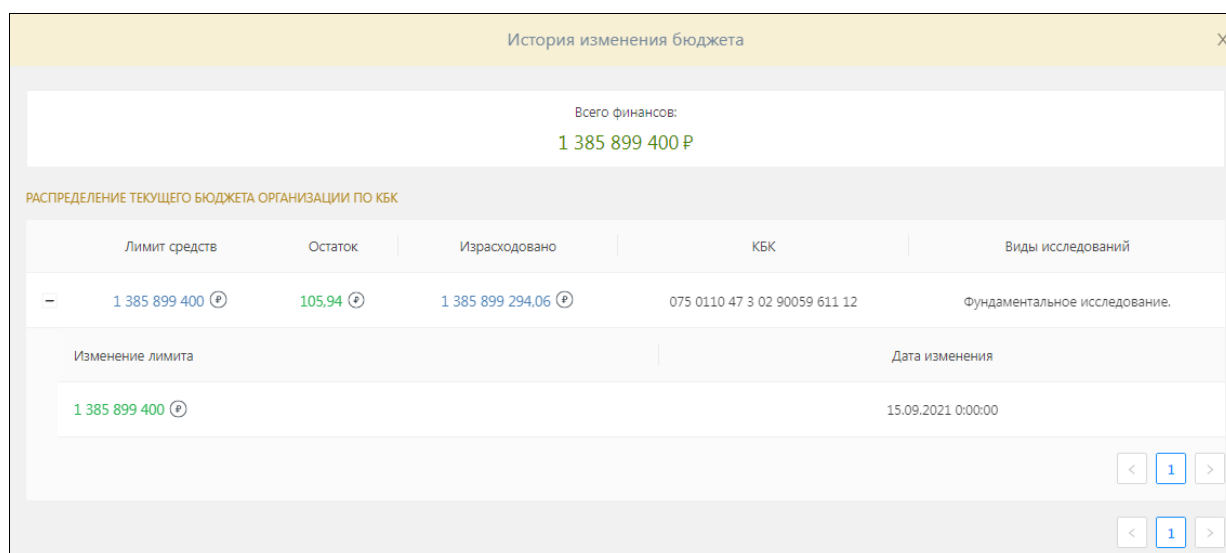 История изменения бюджета X
Всего финансов:
1 385 899 400 ₽
РАСПРЕДЕЛЕНИЕ ТЕКУЩЕГО БЮДЖЕТА ОРГАНИЗАЦИИ ПО КБК
Лимит средств Остаток Израсходовано КБК Виды исследований
– 1 385 899 400 ₽ 105,94 ₽ 1 385 899 294,06 ₽ 075 0110 47 3 02 90059 611 12 Фундаментальное исследование.
Изменение лимита Дата изменения
1 385 899 400 ₽ 15.09.2021 0:00:00
< 1 >
< 1 >